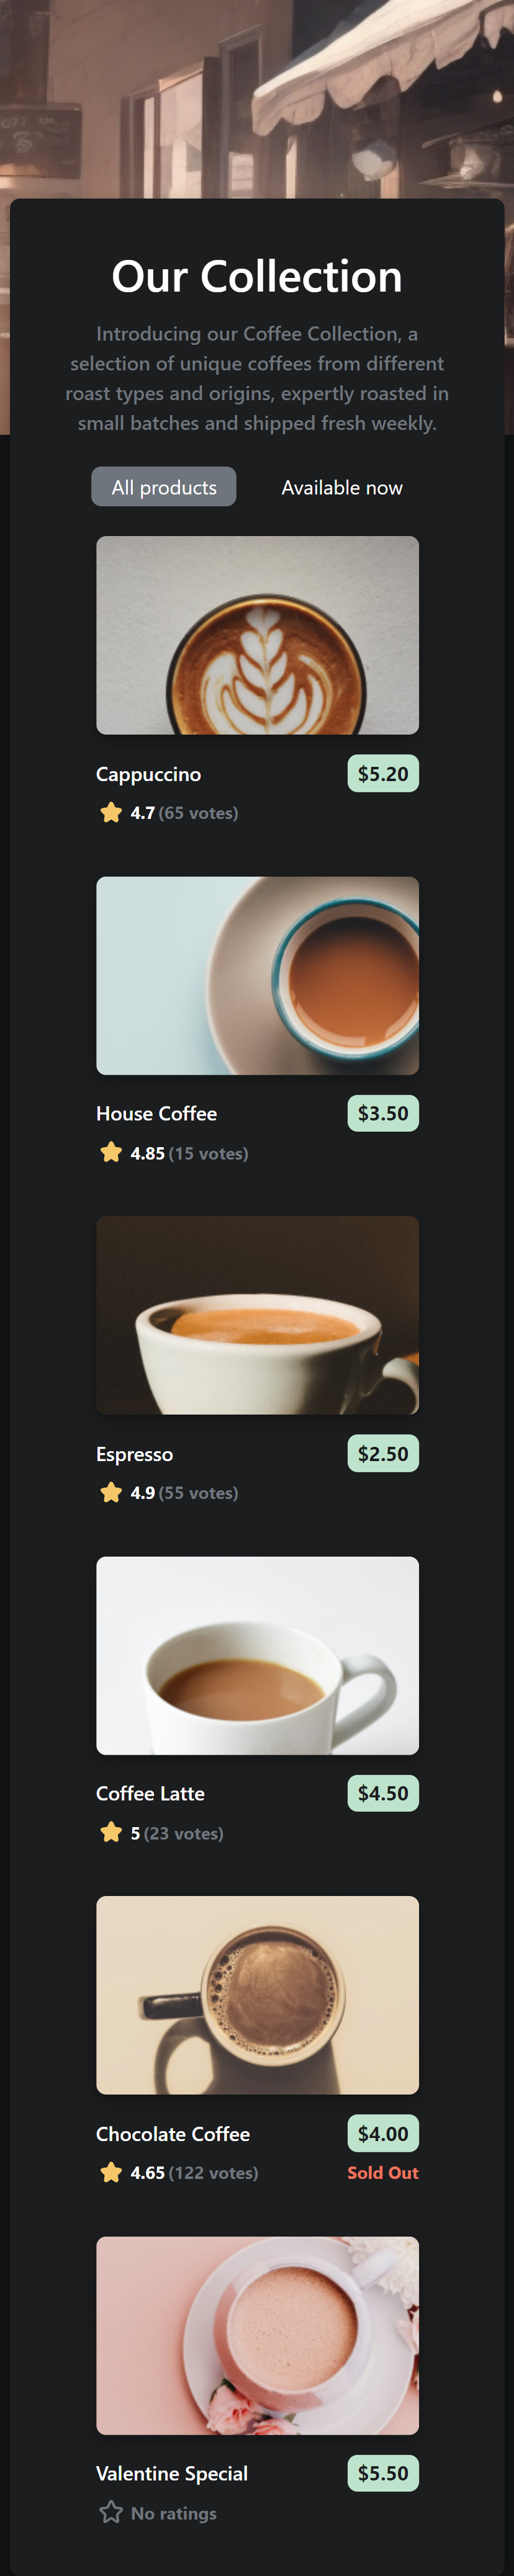 Our Collection
Introducing our Coffee Collection, a
selection of unique coffees from different
roast types and origins, expertly roasted in
small batches and shipped fresh weekly.
All products
Available now
Cappuccino
$5.20
4.7 (65 votes)
House Coffee
$3.50
4.85 (15 votes)
Espresso
$2.50
4.9 (55 votes)
Coffee Latte
$4.50
5 (23 votes)
Chocolate Coffee
$4.00
4.65 (122 votes)
Sold Out
Valentine Special
$5.50
No ratings